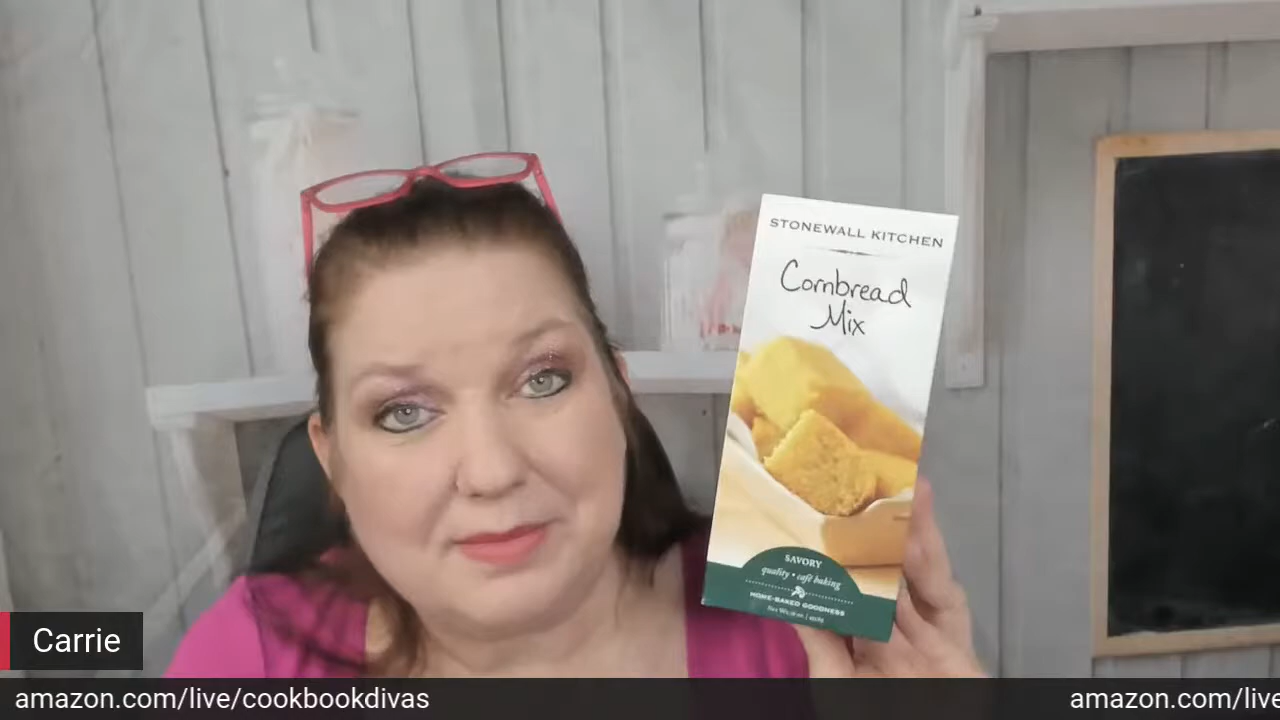 STONEWALL KITCHEN
Cornbread
Mix
SAVORY
quality • café baking
HOME-BAKED GOODNESS
Carrie
amazon.com/live/cookbookdivas
amazon.com/live